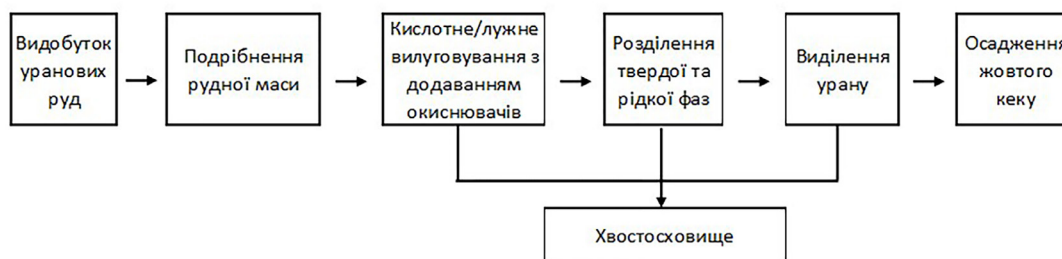 Видобуток
уранових
руд
Подрібнення
рудної маси
Кислотне/лужне
вилуговування з
додаванням
окиснювачів
Розділення
твердої та
рідкої фаз
Виділення
урану
Осадження
жовтого
кеку
Хвостосховище